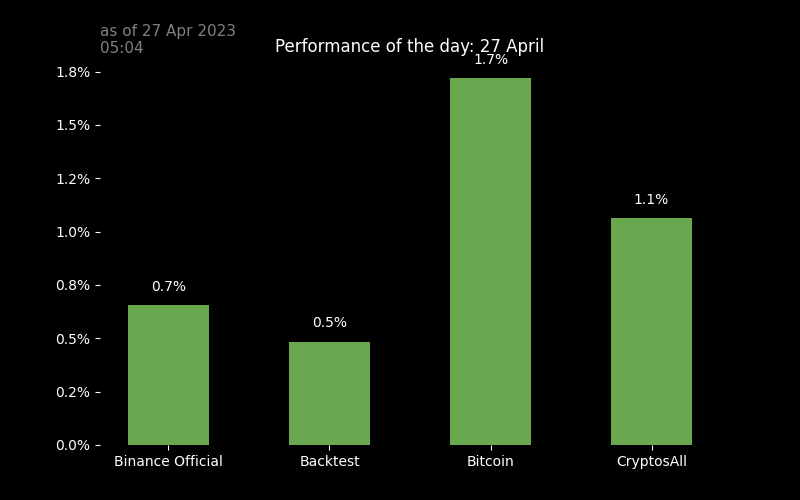 as of 27 Apr 2023
05:04
Performance of the day: 27 April
1.8%
1.5%
1.2%
1.0%
0.8%
0.5%
0.2%
0.0%
0.7%
0.5%
1.7%
1.1%
Binance Official
Backtest
Bitcoin
CryptosAll